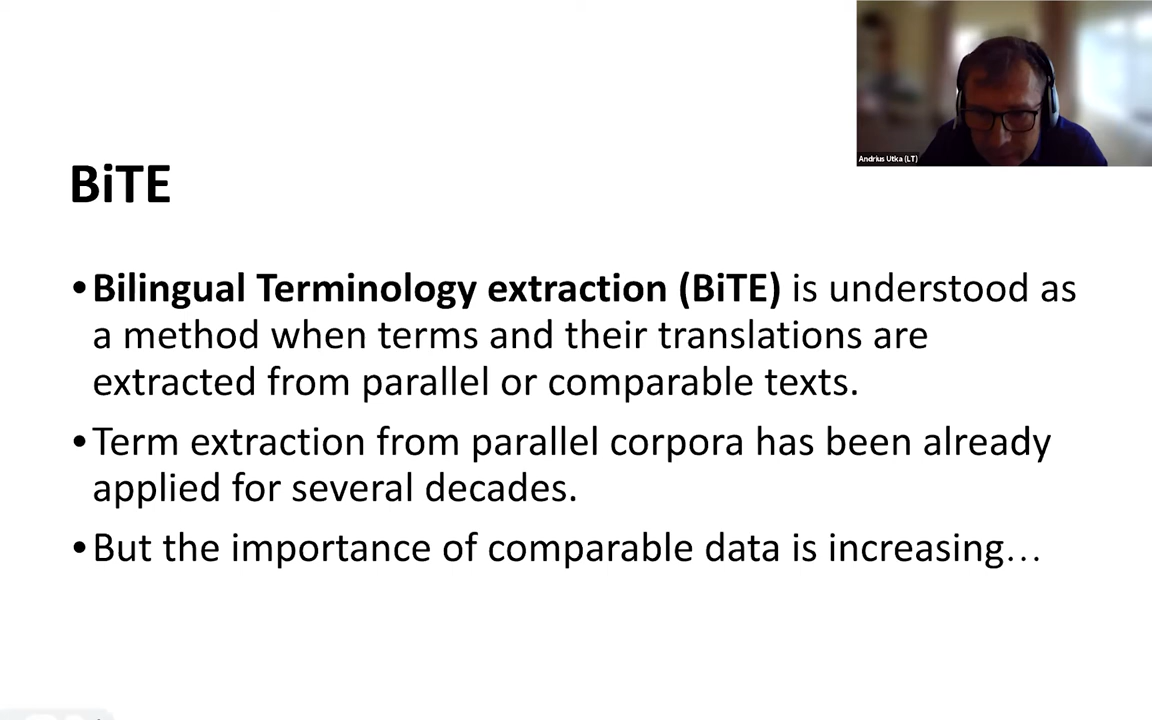 Andrius Utka (LT)
BiTE
•Bilingual Terminology extraction (BiTE) is understood as
a method when terms and their translations are
extracted from parallel or comparable texts.
•Term extraction from parallel corpora has been already
applied for several decades.
•But the importance of comparable data is increasing…